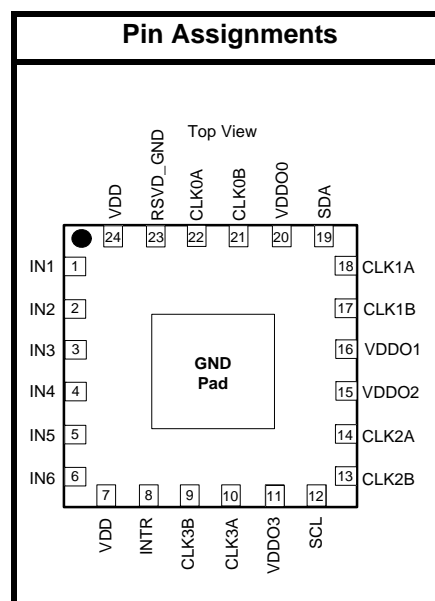 Pin Assignments
Top View
VDD
RSVD_GND
CLK0A
CLK0B
VDDO0
SDA
24
23
22
21
20
19
IN1
1
IN2
2
IN3
3
IN4
4
IN5
5
IN6
6
GND
Pad
18
CLK1A
17
CLK1B
16
VDDO1
15
VDDO2
14
CLK2A
13
CLK2B
7
8
9
10
11
12
VDD
INTR
CLK3B
CLK3A
VDDO3
SCL